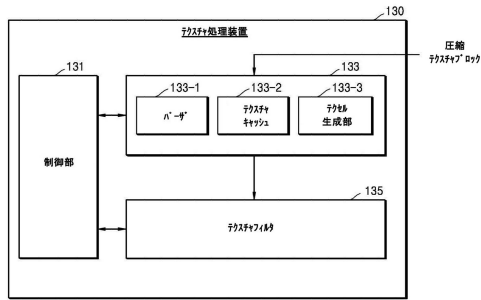 130
テクスチャ処理装置
圧縮
テクスチャブロック
131
133
133-1
133-2
133-3
パーザ
テクスチャ
キャッシュ
テクセル
生成部
制御部
135
テクスチャフィルタ